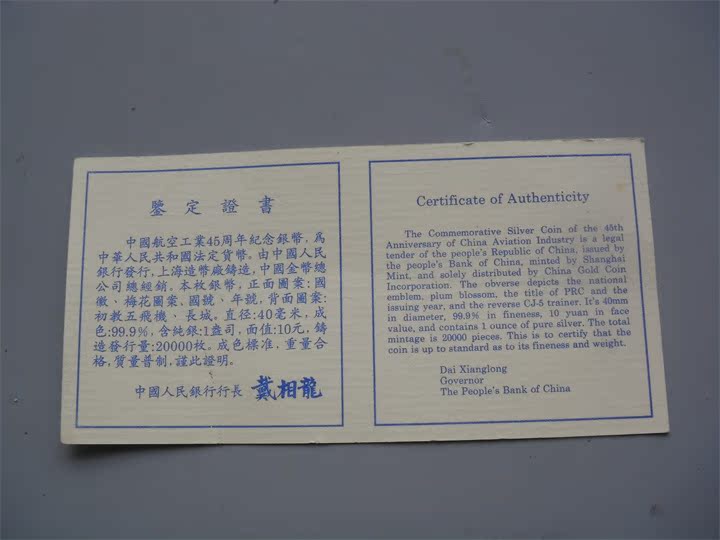 鑒定證書
中國航空工業45周年紀念銀幣,爲
中華人民共和國法定貨幣。由中國人民
銀行發行,上海造幣廠鑄造,中國金幣總
公司總經銷。本枚銀幣,正面圖案:國
徽、梅花圖案、國號、年號,背面圖案:
初教五飛機、長城。直徑:40毫米,成
色:99.9%,含純銀:1盎司,面值:10元,鑄
造發行量:20000枚。成色標准,重量合
格,質量普制,謹此證明。
中國人民銀行行長 戴相龍
Certificate of Authenticity
The Commemorative Silver Coin of the 45th
Anniversary of China Aviation Industry is a legal
tender of the people's Republic of China, issued by
the people's Bank of China, minted by Shanghai
Mint, and solely distributed by China Gold Coin
Incorporation. The obverse depicts the national
emblem, plum blossom, the title of PRC and the
issuing year, and the reverse CJ-5 trainer. It's 40mm
in diameter, 99.9% in fineness, 10 yuan in face
value, and contains 1 ounce of pure silver. The total
mintage is 20000 pieces. This is to certify that the
coin is up to standard as to its fineness and weight.
Dai Xianglong
Governor
The People's Bank of China